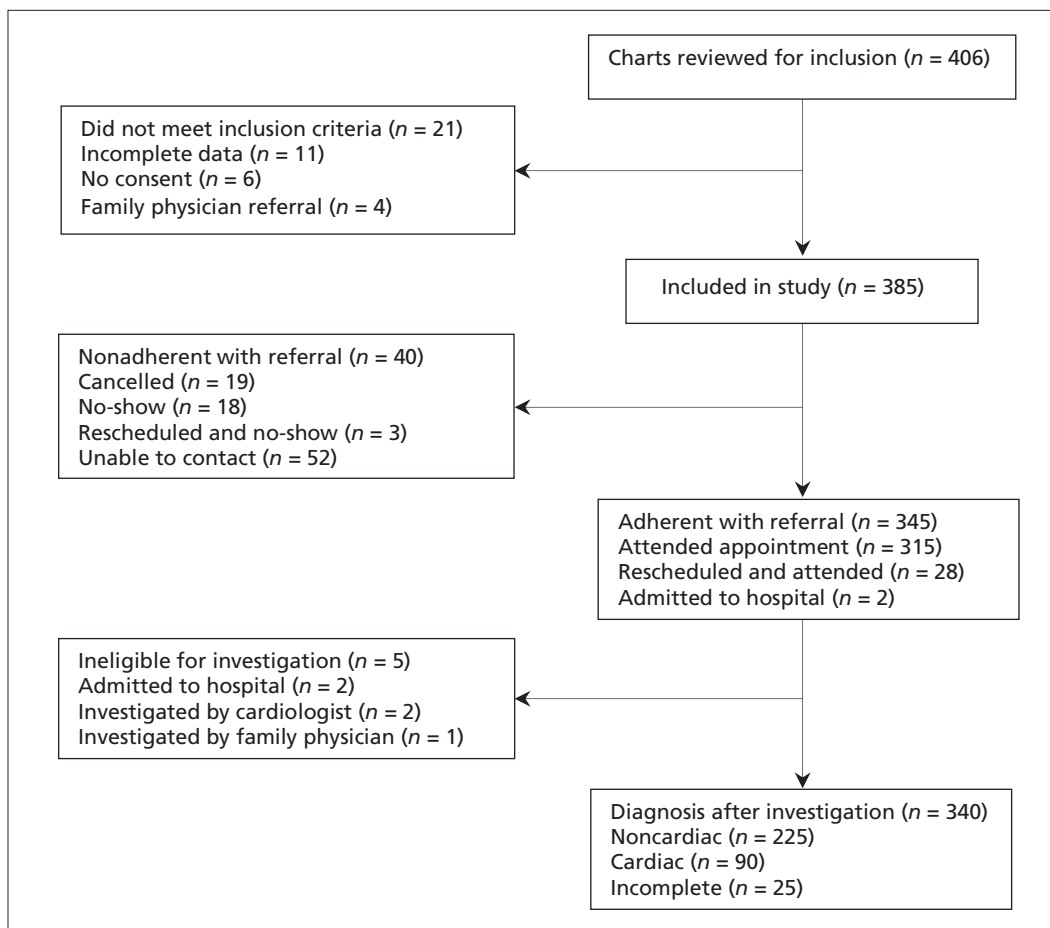 Charts reviewed for inclusion (n = 406)
Did not meet inclusion criteria (n = 21)
Incomplete data (n = 11)
No consent (n = 6)
Family physician referral (n = 4)
Included in study (n = 385)
Nonadherent with referral (n = 40)
Cancelled (n = 19)
No-show (n = 18)
Rescheduled and no-show (n = 3)
Unable to contact (n = 52)
Adherent with referral (n = 345)
Attended appointment (n = 315)
Rescheduled and attended (n = 28)
Admitted to hospital (n = 2)
Ineligible for investigation (n = 5)
Admitted to hospital (n = 2)
Investigated by cardiologist (n = 2)
Investigated by family physician (n = 1)
Diagnosis after investigation (n = 340)
Noncardiac (n = 225)
Cardiac (n = 90)
Incomplete (n = 25)